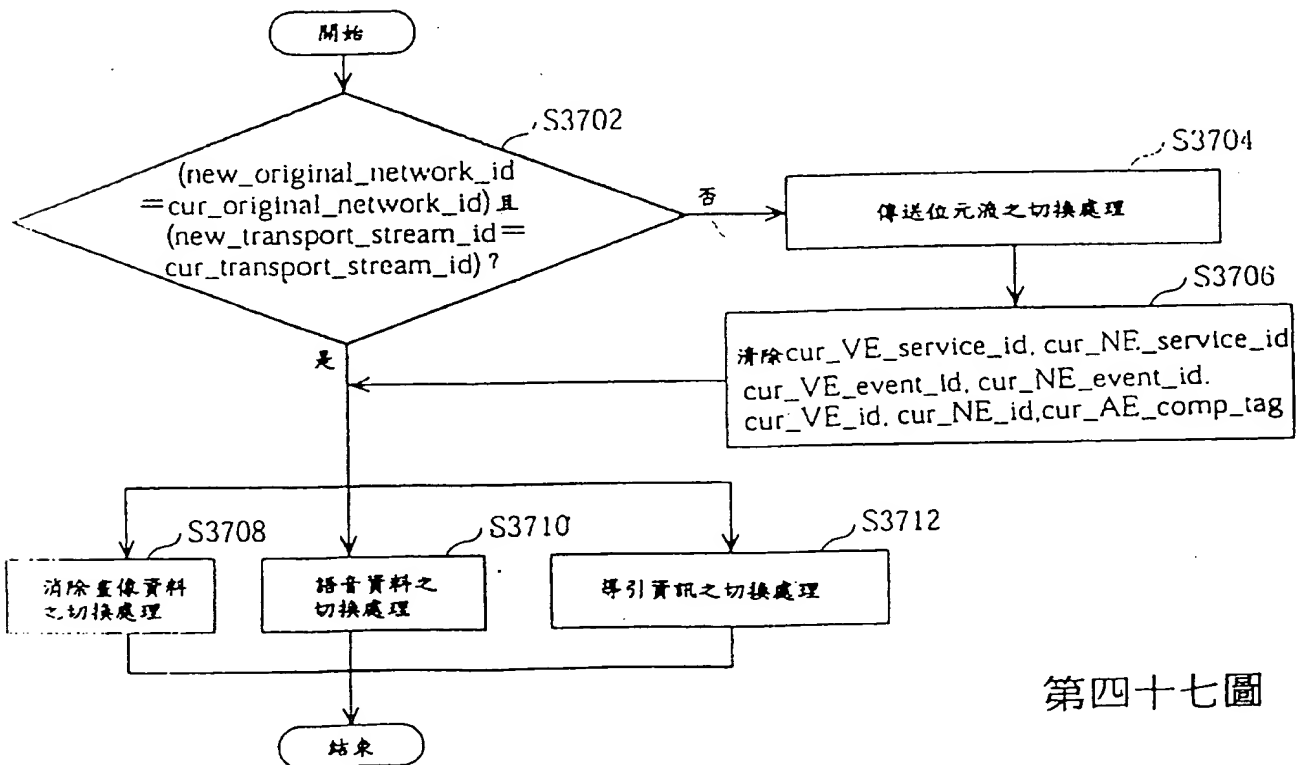 開始
S3702
(new_original_network_id
=cur_original_network_id) 且
(new_transport_stream_id=
cur_transport_stream_id) ?
否
S3704
傳送位元流之切換處理
S3706
清除cur_VE_service_id, cur_NE_service_id
cur_VE_event_id, cur_NE_event_id.
cur_VE_id, cur_NE_id,cur_AE_comp_tag
是
S3708
消除畫像資料
之切換處理
S3710
語音資料之
切換處理
S3712
導引資訊之切換處理
結束
第四十七圖